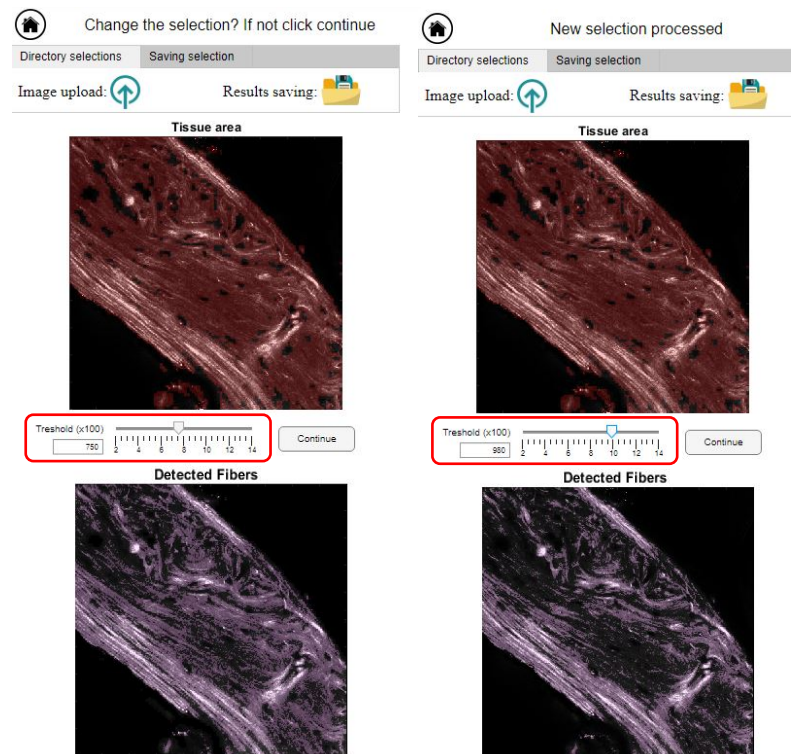 Change the selection? If not click continue
Directory selections Saving selection
Image upload: Results saving:
Tissue area
Treshold (x100)
750
2 4 6 8 10 12 14
Continue
Detected Fibers
New selection processed
Directory selections Saving selection
Image upload: Results saving:
Tissue area
Treshold (x100)
980
2 4 6 8 10 12 14
Continue
Detected Fibers